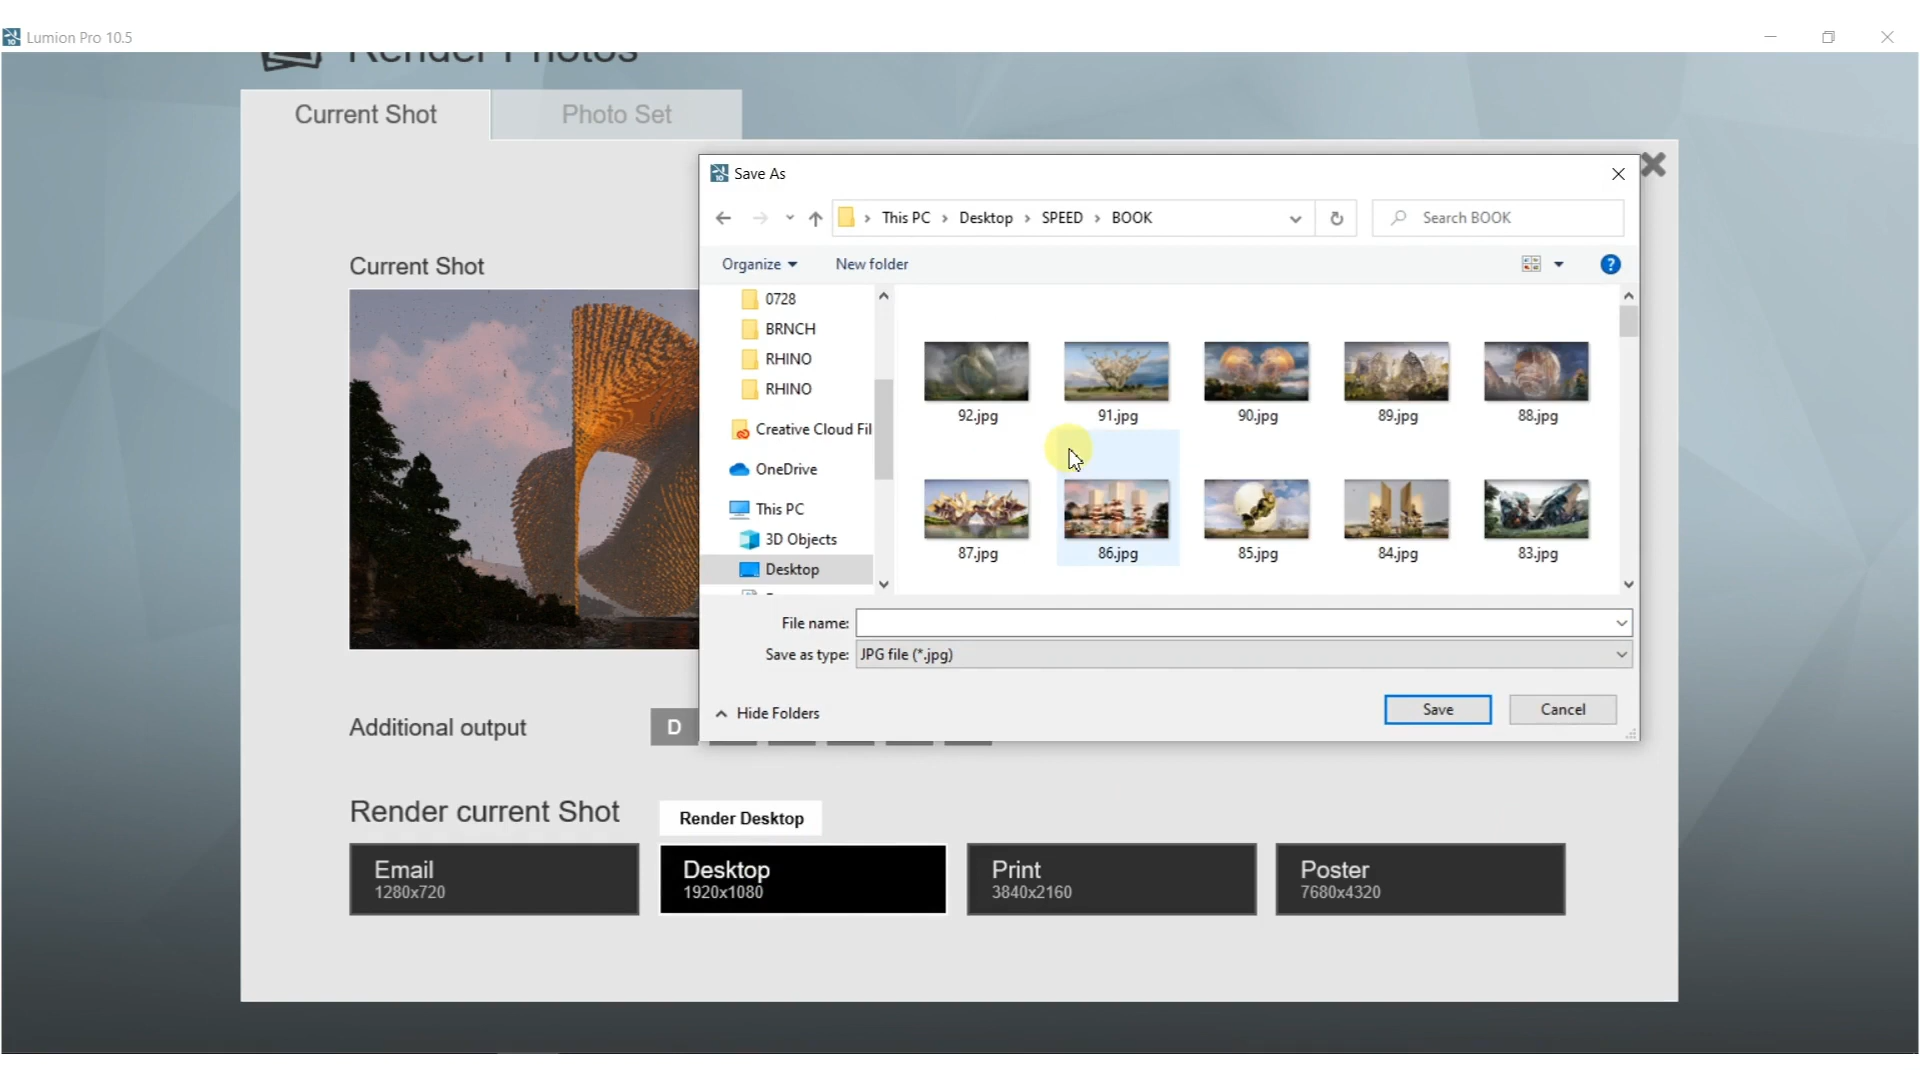 Lumion Pro 10.5
Render Photos
Current Shot
Photo Set
Save As
This PC > Desktop > SPEED > BOOK
Search BOOK
Organize
New folder
Current Shot
0728
BRNCH
RHINO
RHINO
Creative Cloud Fil
OneDrive
This PC
3D Objects
Desktop
92.jpg
91.jpg
90.jpg
89.jpg
88.jpg
87.jpg
86.jpg
85.jpg
84.jpg
83.jpg
File name:
Save as type: JPG file (*.jpg)
Hide Folders
Save
Cancel
Additional output
D
Render current Shot
Render Desktop
Email
1280x720
Desktop
1920x1080
Print
3840x2160
Poster
7680x4320